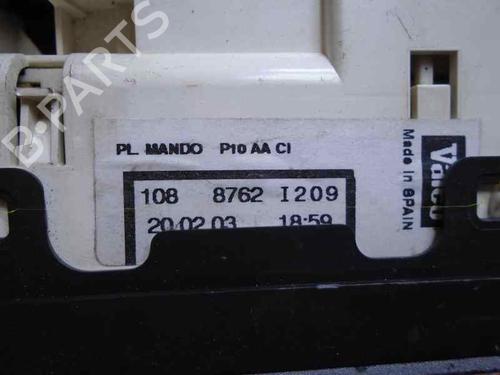 PL. MANDO P10 AA CI
108 8762 I209
20.02.03 18:59
Valeo
Made in SPAIN
B-PARTS